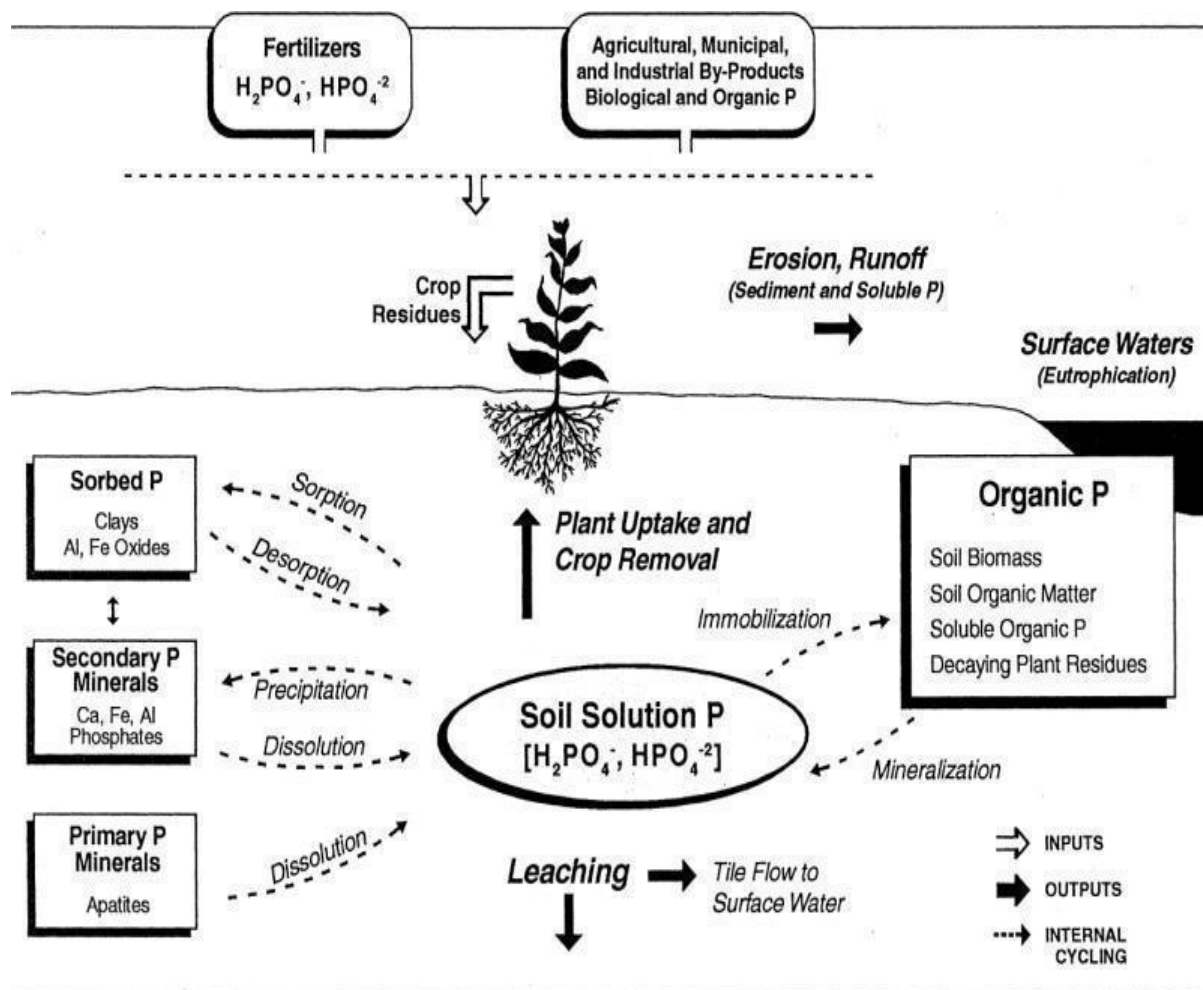 Fertilizers
H₂PO₄⁻, HPO₄⁻²
Agricultural, Municipal,
and Industrial By-Products
Biological and Organic P
Crop
Residues
Erosion, Runoff
(Sediment and Soluble P)
Surface Waters
(Eutrophication)
Sorbed P
Clays
Al, Fe Oxides
Sorption
Desorption
Plant Uptake and
Crop Removal
Organic P
Soil Biomass
Soil Organic Matter
Soluble Organic P
Decaying Plant Residues
Immobilization
Secondary P
Minerals
Ca, Fe, Al
Phosphates
Precipitation
Dissolution
Soil Solution P
[H₂PO₄⁻, HPO₄⁻²]
Mineralization
Primary P
Minerals
Apatites
Dissolution
Leaching
Tile Flow to
Surface Water
INPUTS
OUTPUTS
INTERNAL
CYCLING